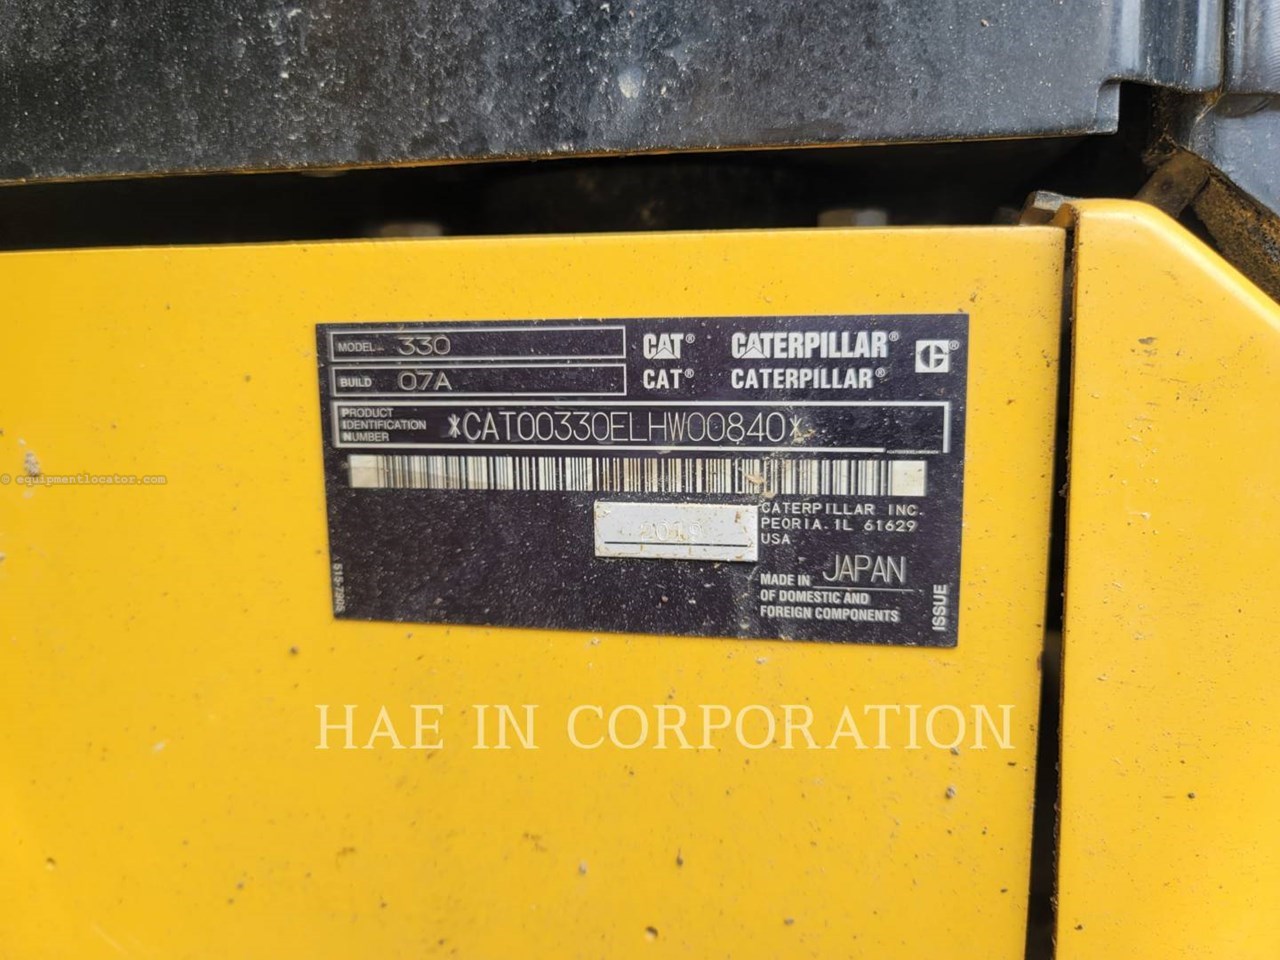 MODEL 330
CAT® CATERPILLAR® G®
BUILD 07A
CAT® CATERPILLAR®
PRODUCT
IDENTIFICATION
NUMBER
*CAT00330ELHW00840*
CATERPILLAR INC.
PEORIA. IL 61629
USA
MADE IN JAPAN
OF DOMESTIC AND
FOREIGN COMPONENTS
ISSUE
© equipmentlocator.com
HAE IN CORPORATION